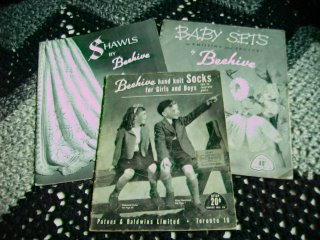 SHAWLS
BY
Beehive
BABY SETS
Beehive
Beehive hand knit Socks
for Girls and Boys
20¢
Patons & Baldwins Limited - Toronto 10